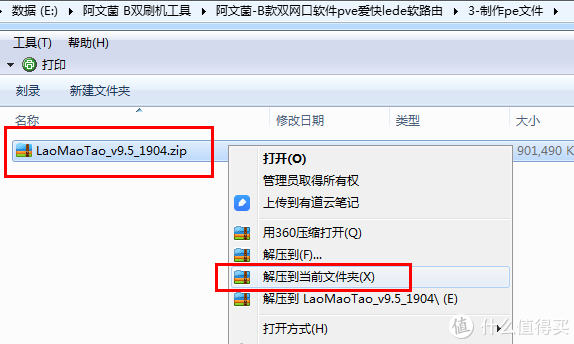 数据 (E:) ▶ 阿文菌 B双刷机工具 ▶ 阿文菌-B款双网口软件pve爱快lede软路由 ▶ 3-制作pe文件 ▶
工具(T) 帮助(H)
打印
刻录 新建文件夹
名称 修改日期 类型 大小
LaoMaoTao_v9.5_1904.zip 901,490 K
打开(O)
管理员取得所有权
上传到有道云笔记
用360压缩打开(Q)
解压到(F)...
解压到当前文件夹(X)
解压到 LaoMaoTao_v9.5_1904\ (E)
打开方式(H)
值 什么值得买